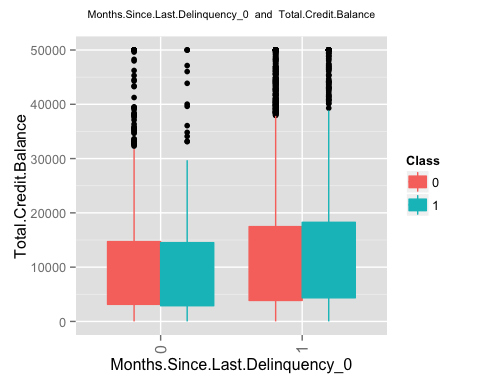 Months.Since.Last.Delinquency_0 and Total.Credit.Balance
50000
40000
30000
20000
10000
0
Total.Credit.Balance
0
1
Months.Since.Last.Delinquency_0
Class
0
1